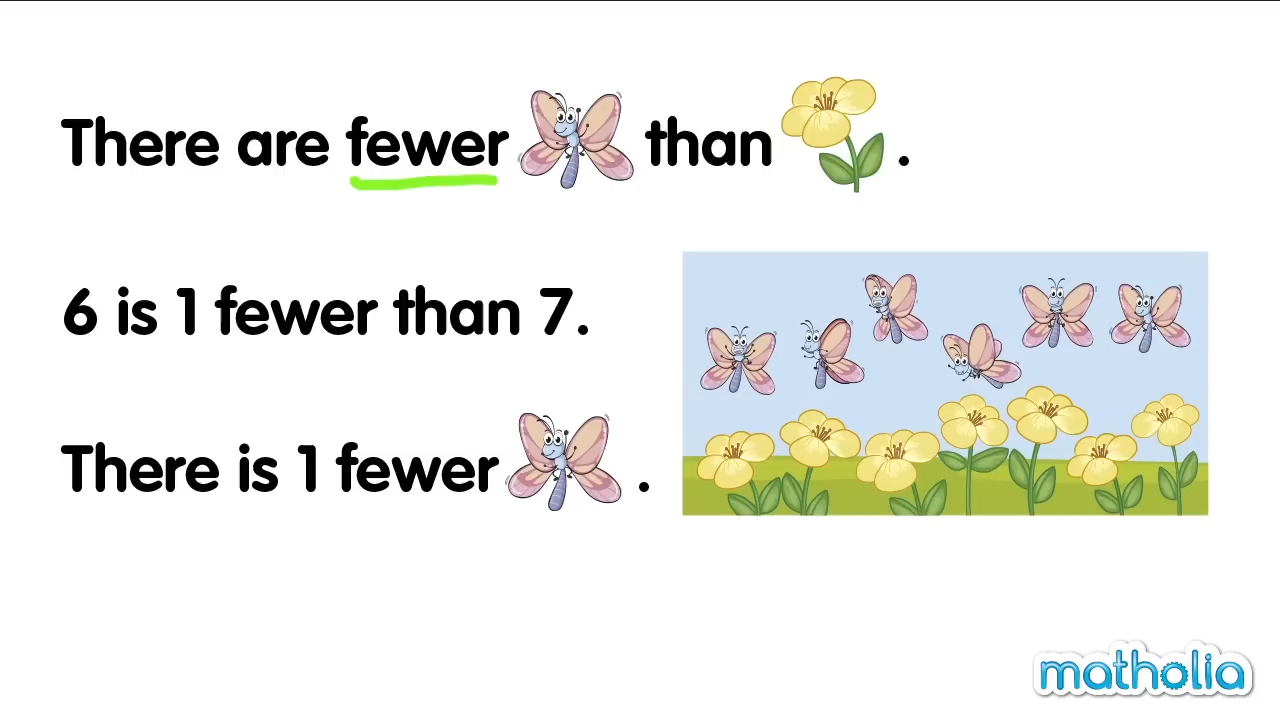 There are fewer than .
6 is 1 fewer than 7.
There is 1 fewer .
matholia